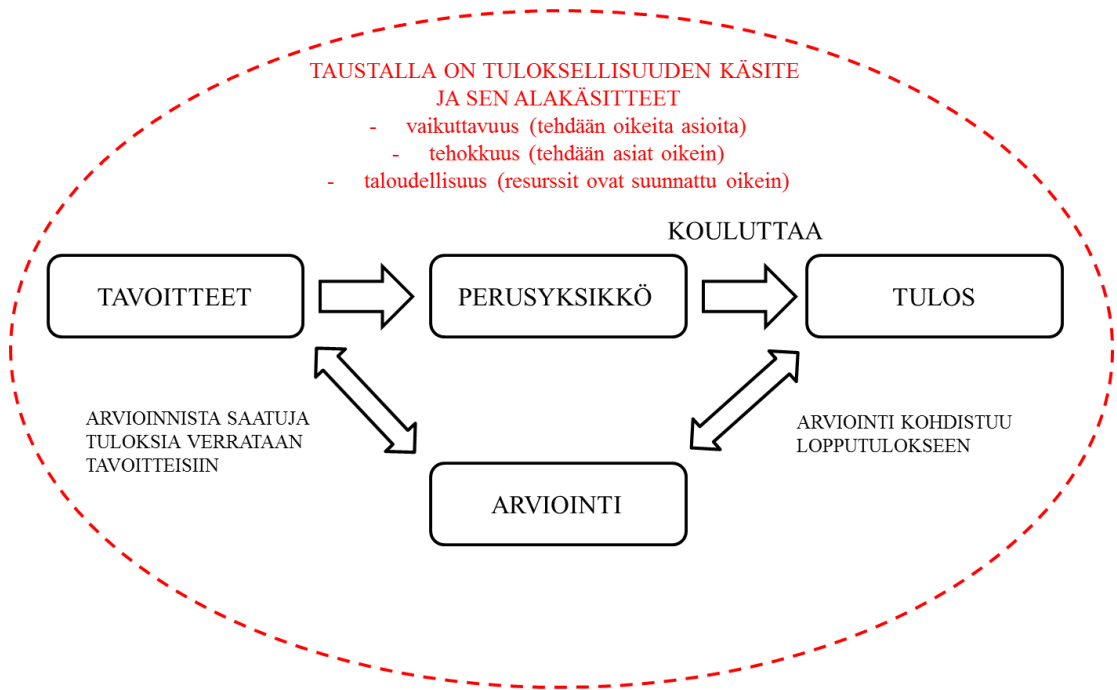 TAUSTALLA ON TULOKSELLISUUDEN KÄSITE
JA SEN ALAKÄSITTEET
- vaikuttavuus (tehdään oikeita asioita)
- tehokkuus (tehdään asiat oikein)
- taloudellisuus (resurssit ovat suunnattu oikein)
KOULUTTAA
TAVOITTEET
PERUSYKSIKKÖ
TULOS
ARVIOINNISTA SAATUJA
TULOKSIA VERRATAAN
TAVOITTEISIIN
ARVIOINTI KOHDISTUU
LOPPUTULOKSEEN
ARVIOINTI